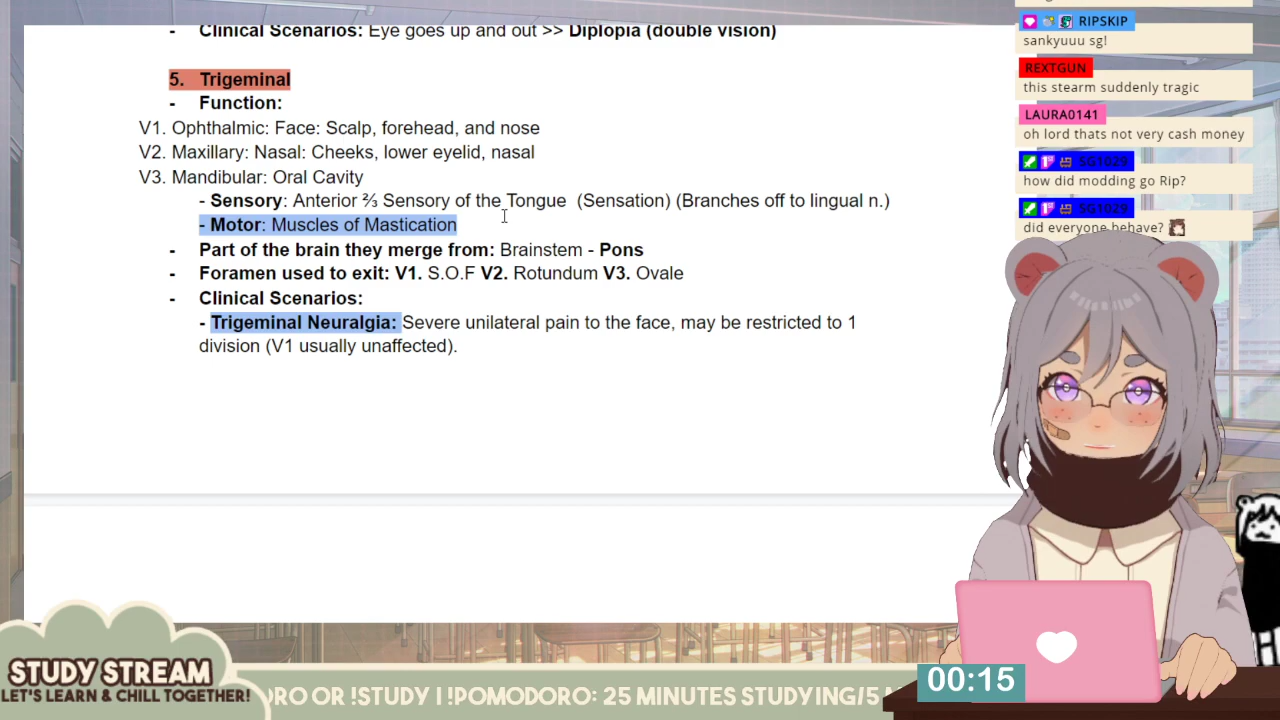 - Clinical Scenarios: Eye goes up and out >> Diplopia (double vision)
5. Trigeminal
- Function:
V1. Ophthalmic: Face: Scalp, forehead, and nose
V2. Maxillary: Nasal: Cheeks, lower eyelid, nasal
V3. Mandibular: Oral Cavity
- Sensory: Anterior ⅔ Sensory of the Tongue (Sensation) (Branches off to lingual n.)
- Motor: Muscles of Mastication
- Part of the brain they merge from: Brainstem - Pons
- Foramen used to exit: V1. S.O.F V2. Rotundum V3. Ovale
- Clinical Scenarios:
- Trigeminal Neuralgia: Severe unilateral pain to the face, may be restricted to 1
division (V1 usually unaffected).
RIPSKIP
sankyuuu sg!
REXTGUN
this stearm suddenly tragic
LAURA0141
oh lord thats not very cash money
SG1029
how did modding go Rip?
SG1029
did everyone behave?
STUDY STREAM
LET'S LEARN & CHILL TOGETHER!
ORO OR !STUDY | !POMODORO: 25 MINUTES STUDYING/5
00:15